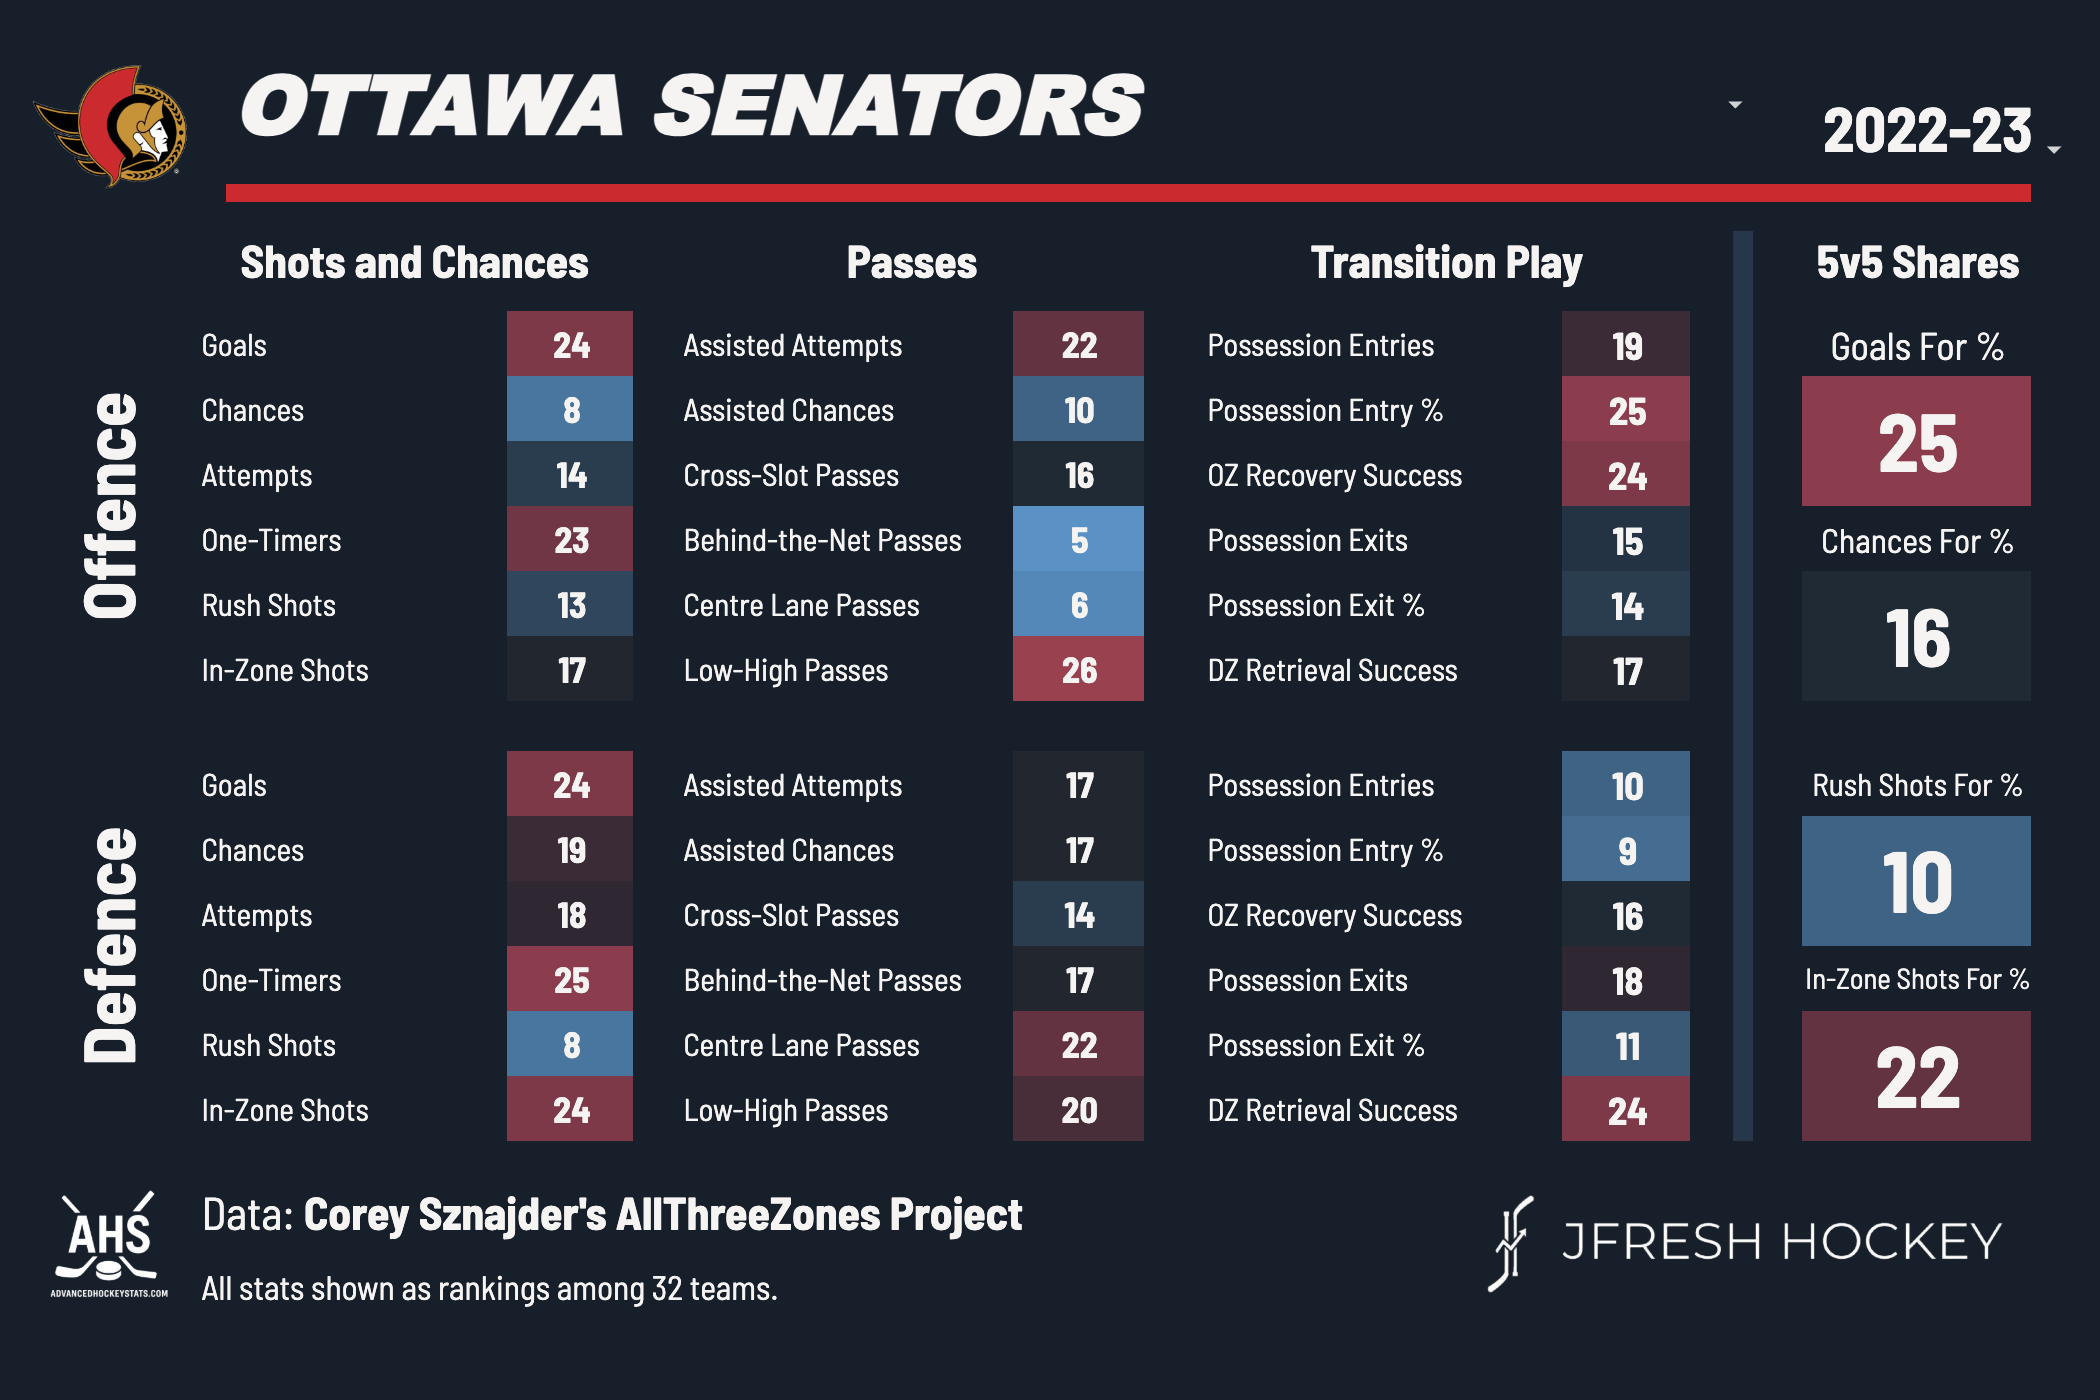 OTTAWA SENATORS
2022-23
Shots and Chances Passes Transition Play 5v5 Shares
Offence
Goals 24 Assisted Attempts 22 Possession Entries 19 Goals For %
Chances 8 Assisted Chances 10 Possession Entry % 25 25
Attempts 14 Cross-Slot Passes 16 OZ Recovery Success 24
One-Timers 23 Behind-the-Net Passes 5 Possession Exits 15 Chances For %
Rush Shots 13 Centre Lane Passes 6 Possession Exit % 14 16
In-Zone Shots 17 Low-High Passes 26 DZ Retrieval Success 17
Defence
Goals 24 Assisted Attempts 17 Possession Entries 10 Rush Shots For %
Chances 19 Assisted Chances 17 Possession Entry % 9 10
Attempts 18 Cross-Slot Passes 14 OZ Recovery Success 16
One-Timers 25 Behind-the-Net Passes 17 Possession Exits 18 In-Zone Shots For %
Rush Shots 8 Centre Lane Passes 22 Possession Exit % 11 22
In-Zone Shots 24 Low-High Passes 20 DZ Retrieval Success 24
AHS
ADVANCEDHOCKEYSTATS.COM
Data: Corey Sznajder's AllThreeZones Project
All stats shown as rankings among 32 teams.
JFRESH HOCKEY